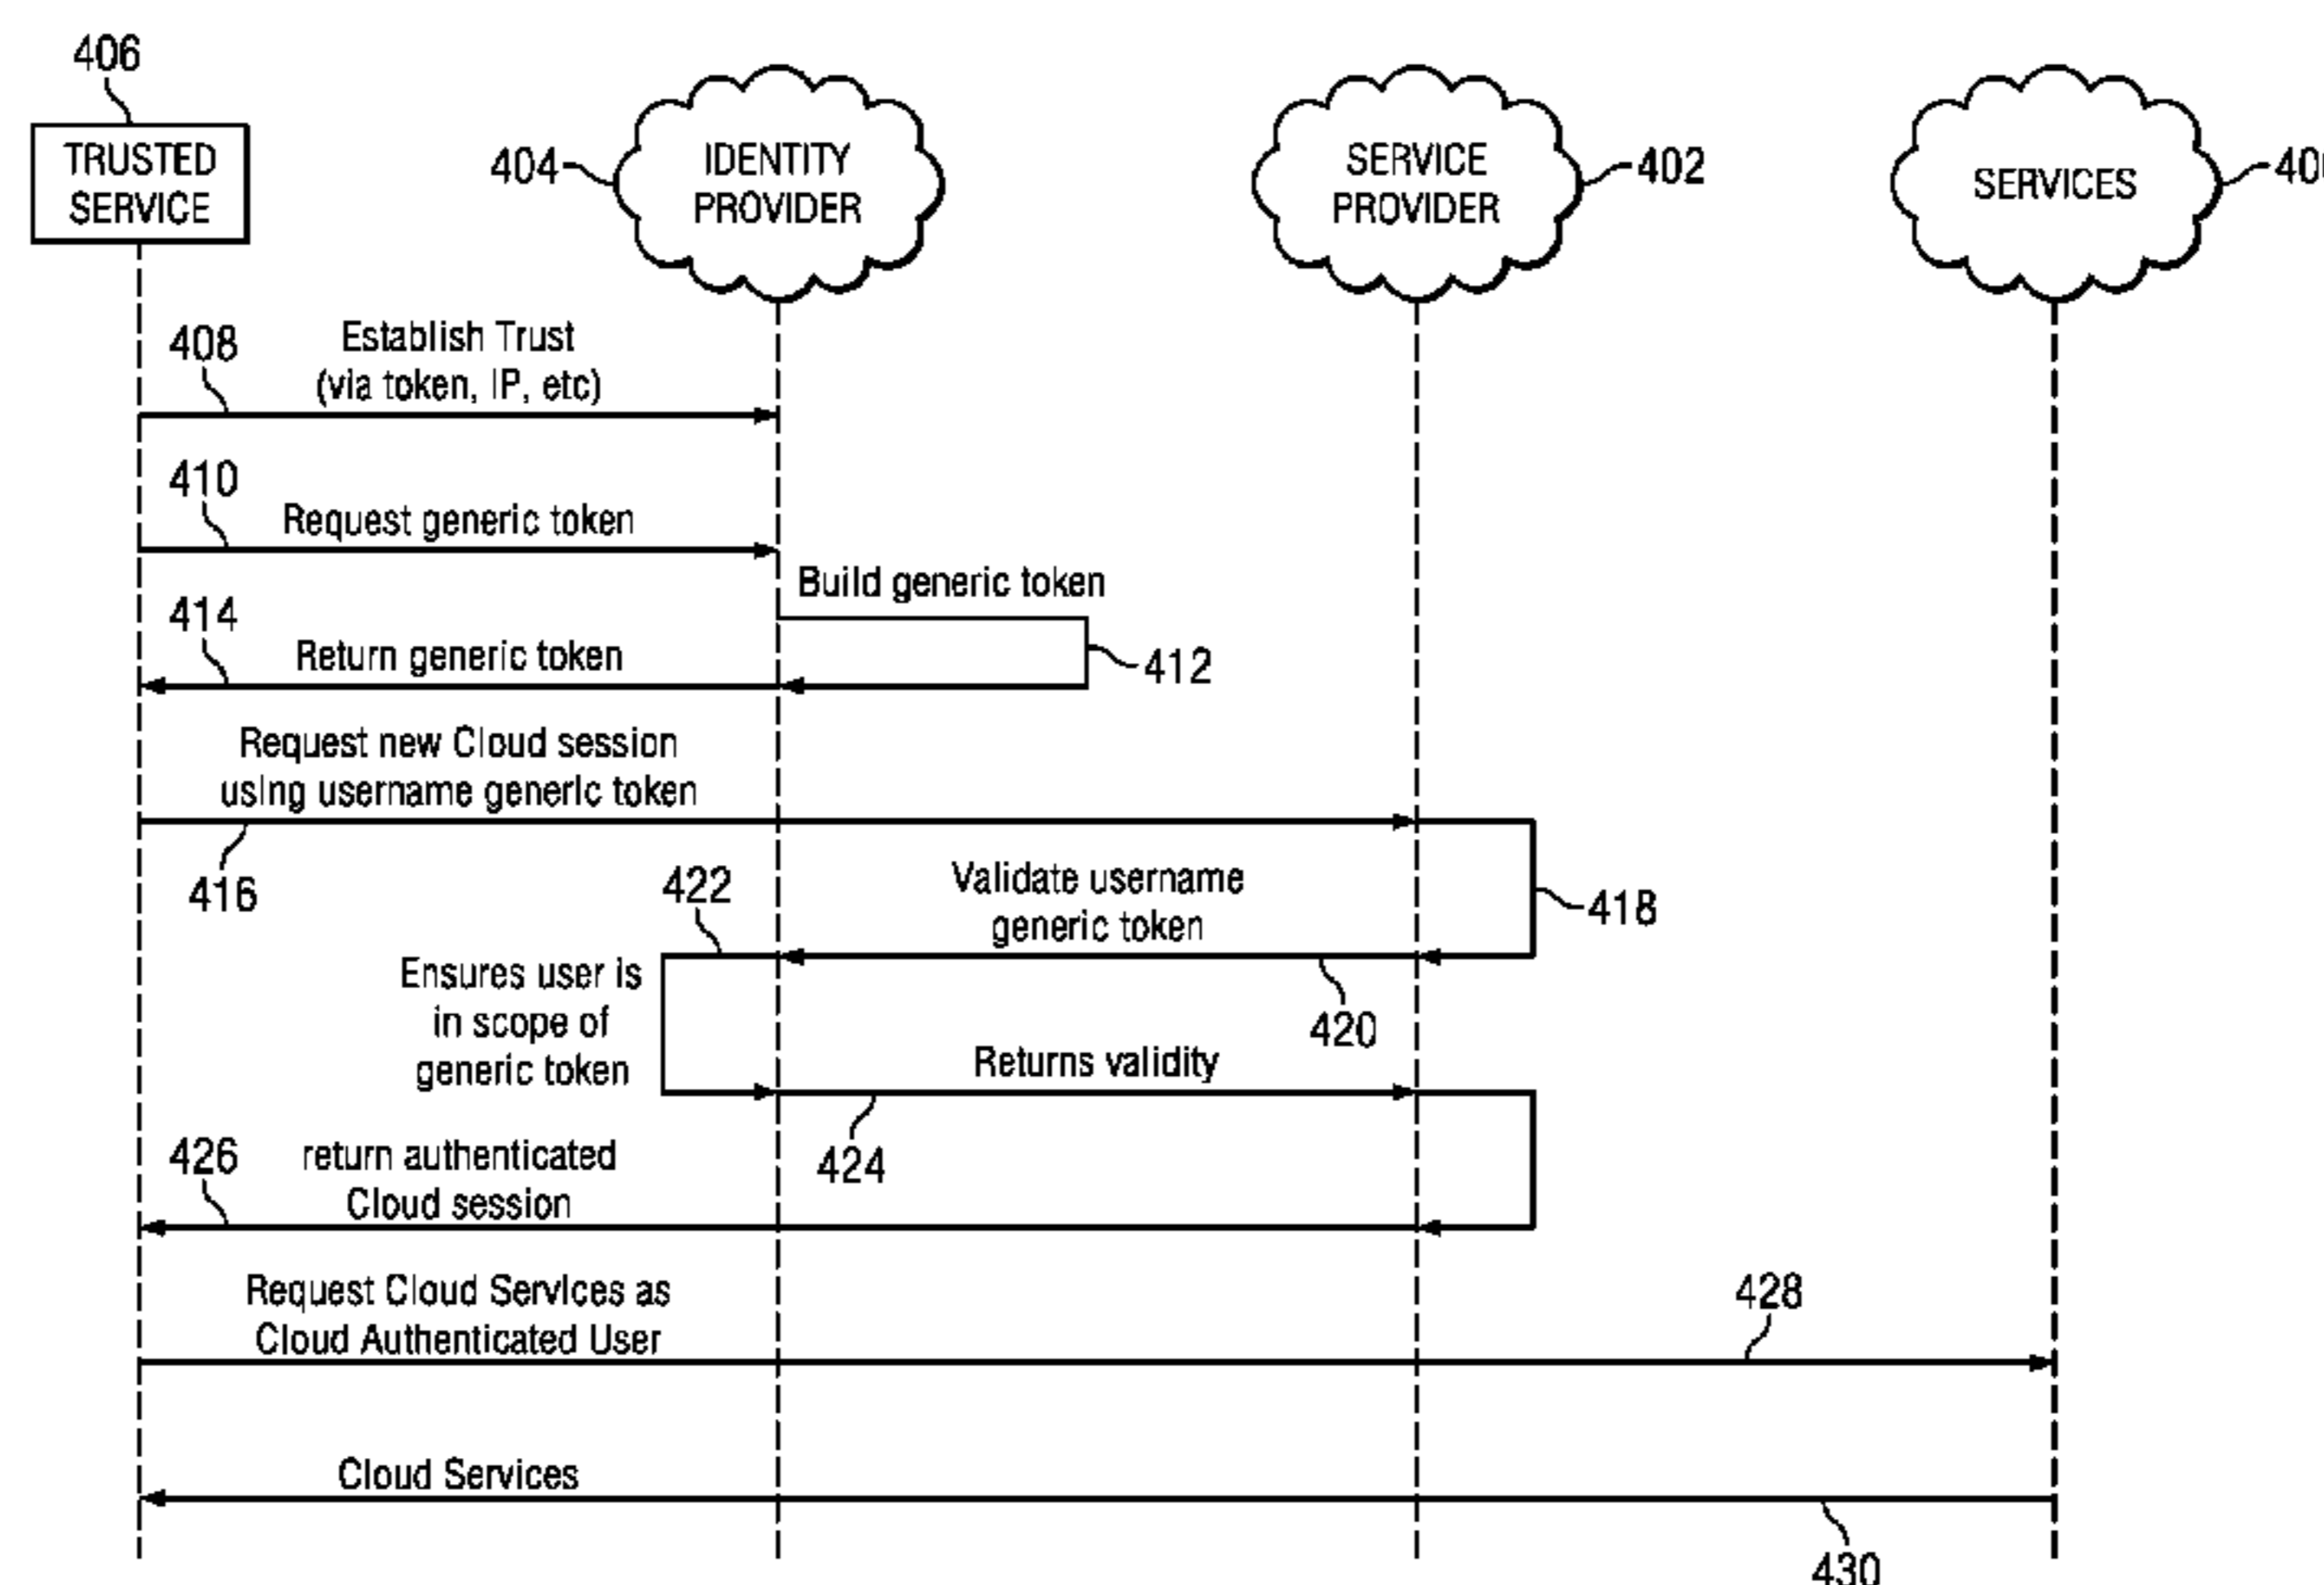 406
TRUSTED
SERVICE
404
IDENTITY
PROVIDER
SERVICE
PROVIDER
402
SERVICES
408
Establish Trust
(via token, IP, etc)
410
Request generic token
Build generic token
414
Return generic token
412
Request new Cloud session
using username generic token
416
422
Validate username
generic token
418
Ensures user is
in scope of
generic token
420
Returns validity
424
426
return authenticated
Cloud session
Request Cloud Services as
Cloud Authenticated User
428
Cloud Services
430